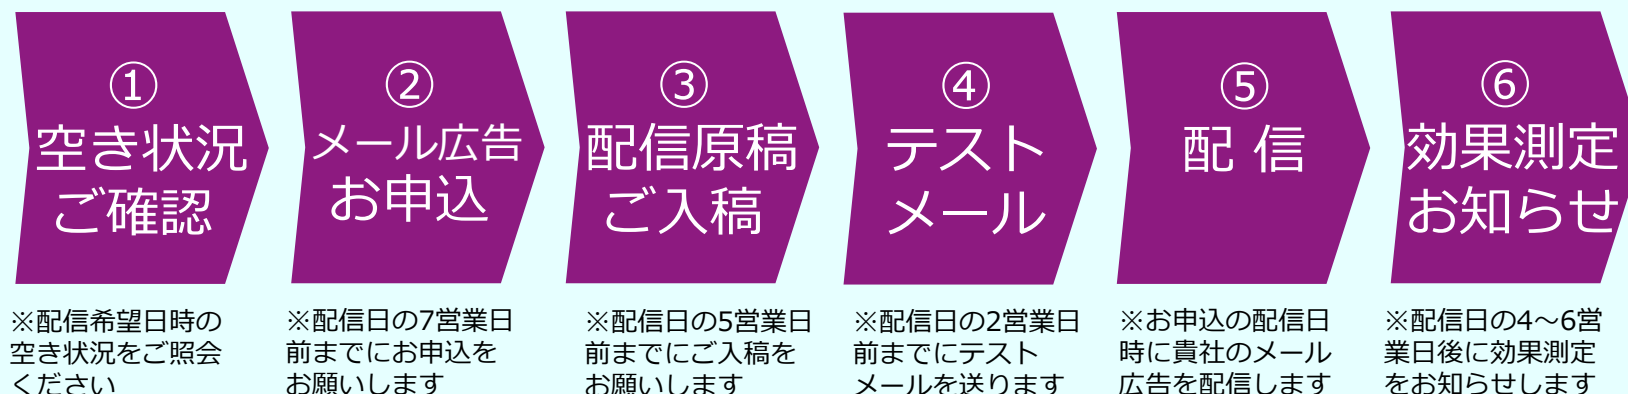 ①
空き状況
ご確認
※配信希望日時の
空き状況をご照会
ください
②
メール広告
お申込
※配信日の7営業日
前までにお申込を
お願いします
③
配信原稿
ご入稿
※配信日の5営業日
前までにご入稿を
お願いします
④
テスト
メール
※配信日の2営業日
前までにテスト
メールを送ります
⑤
配 信
※お申込の配信日
時に貴社のメール
広告を配信します
⑥
効果測定
お知らせ
※配信日の4～6営
業日後に効果測定
をお知らせします